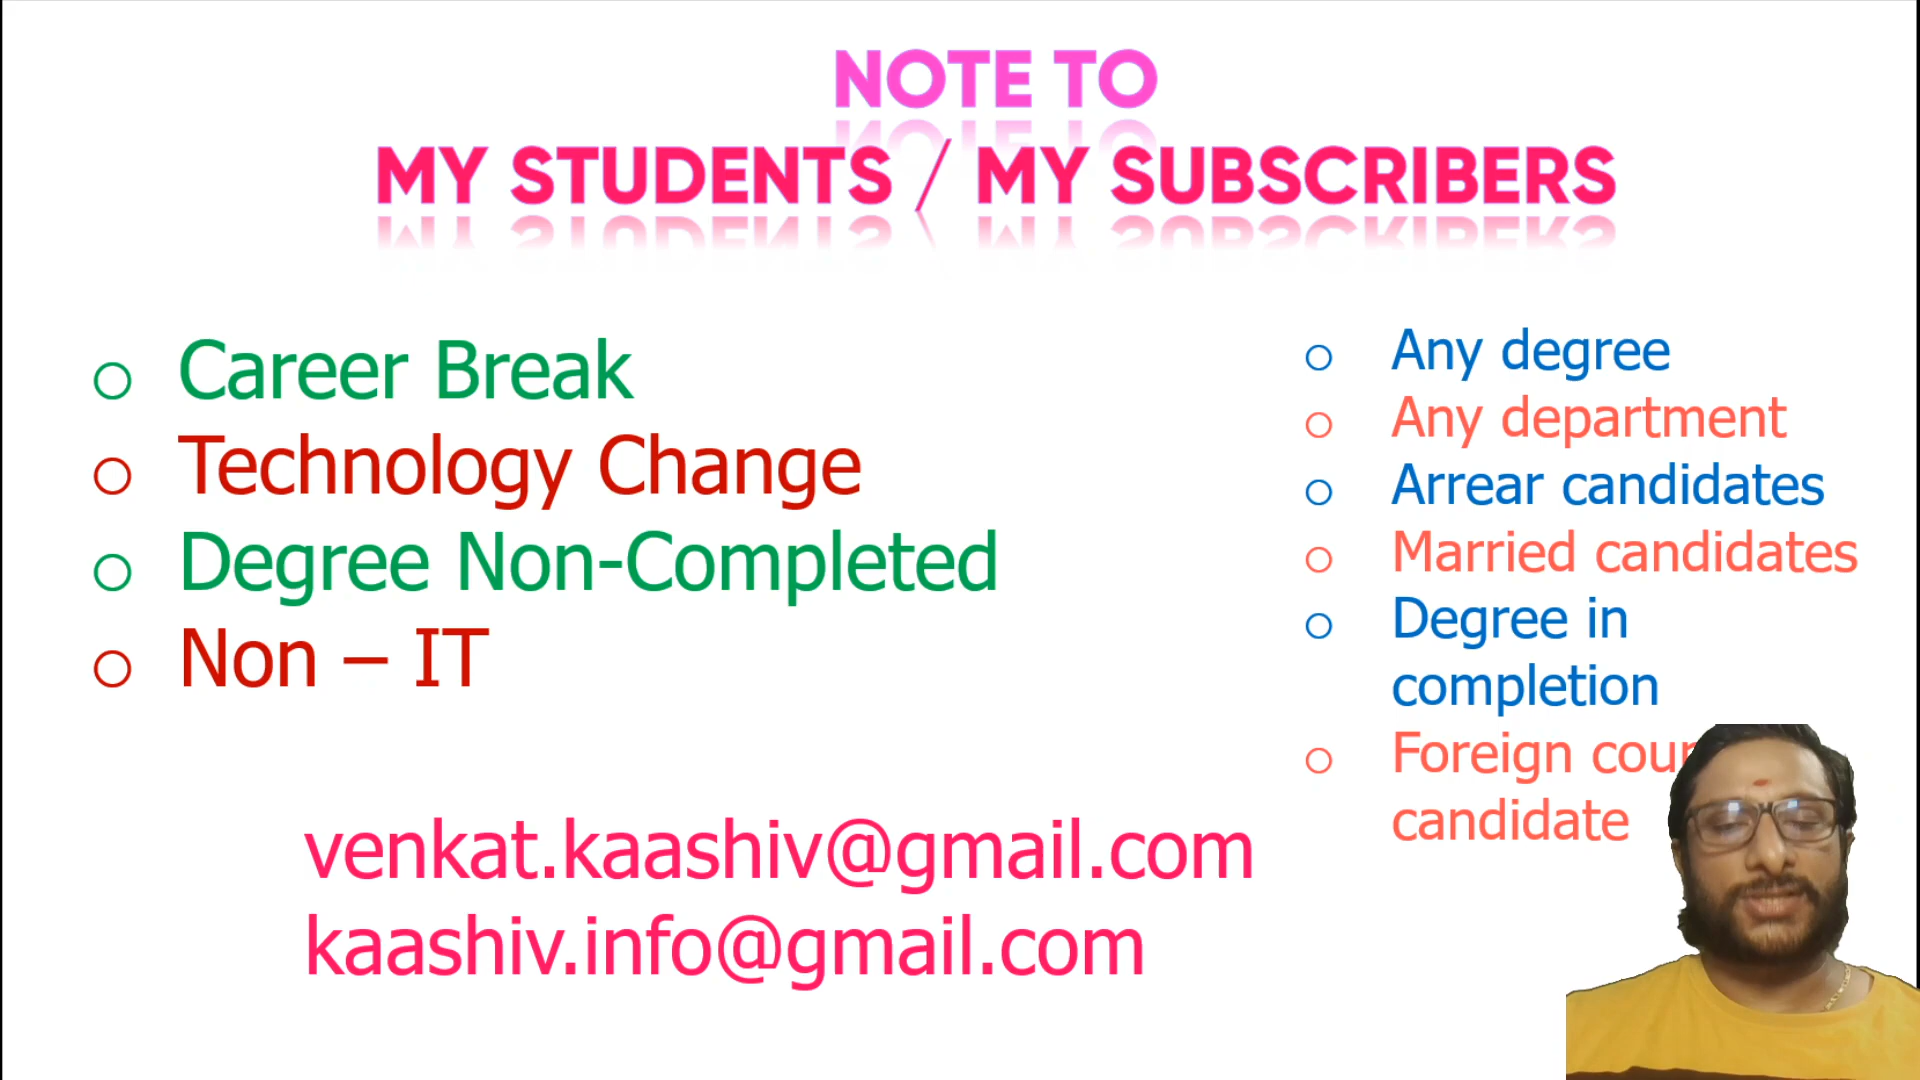 NOTE TO
MY STUDENTS / MY SUBSCRIBERS
Career Break
Technology Change
Degree Non-Completed
Non – IT
venkat.kaashiv@gmail.com
kaashiv.info@gmail.com
Any degree
Any department
Arrear candidates
Married candidates
Degree in
completion
Foreign
candidate